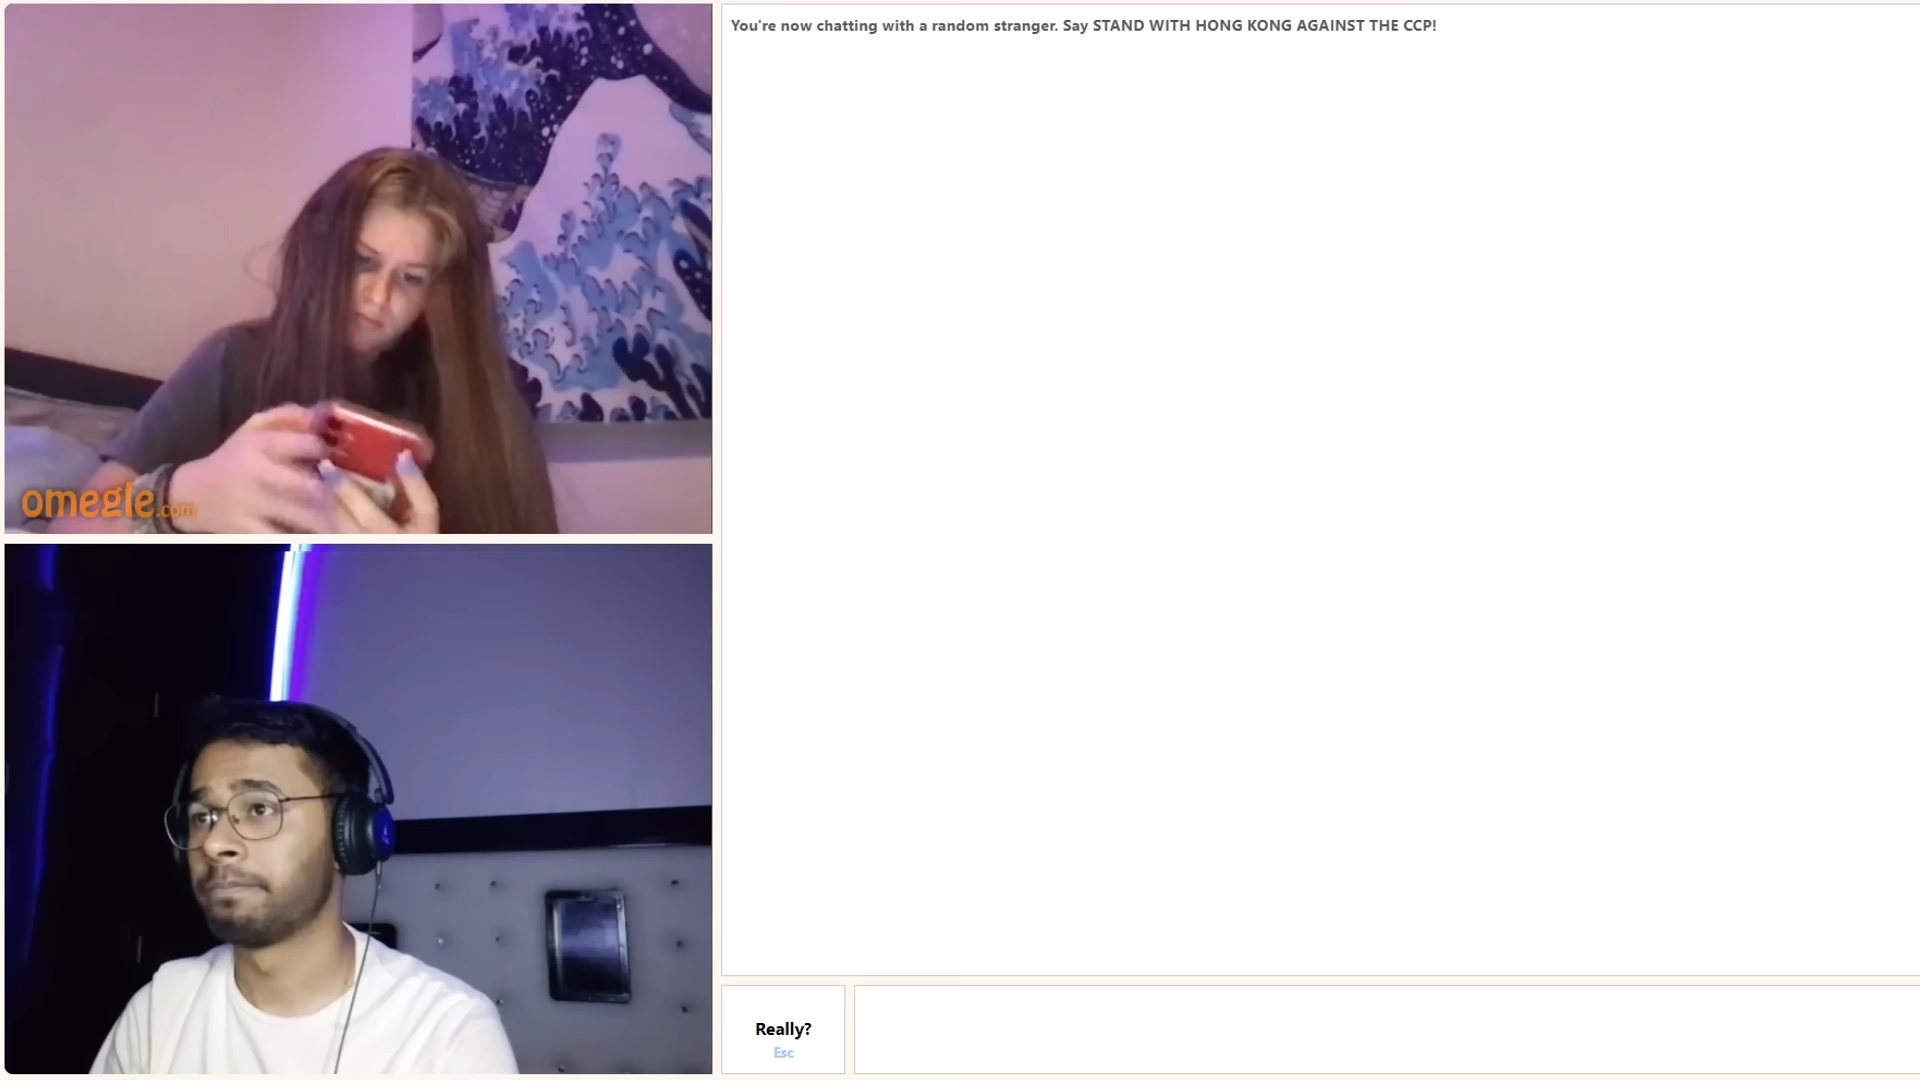 You're now chatting with a random stranger. Say STAND WITH HONG KONG AGAINST THE CCP!
omegle.com
Really?
Esc